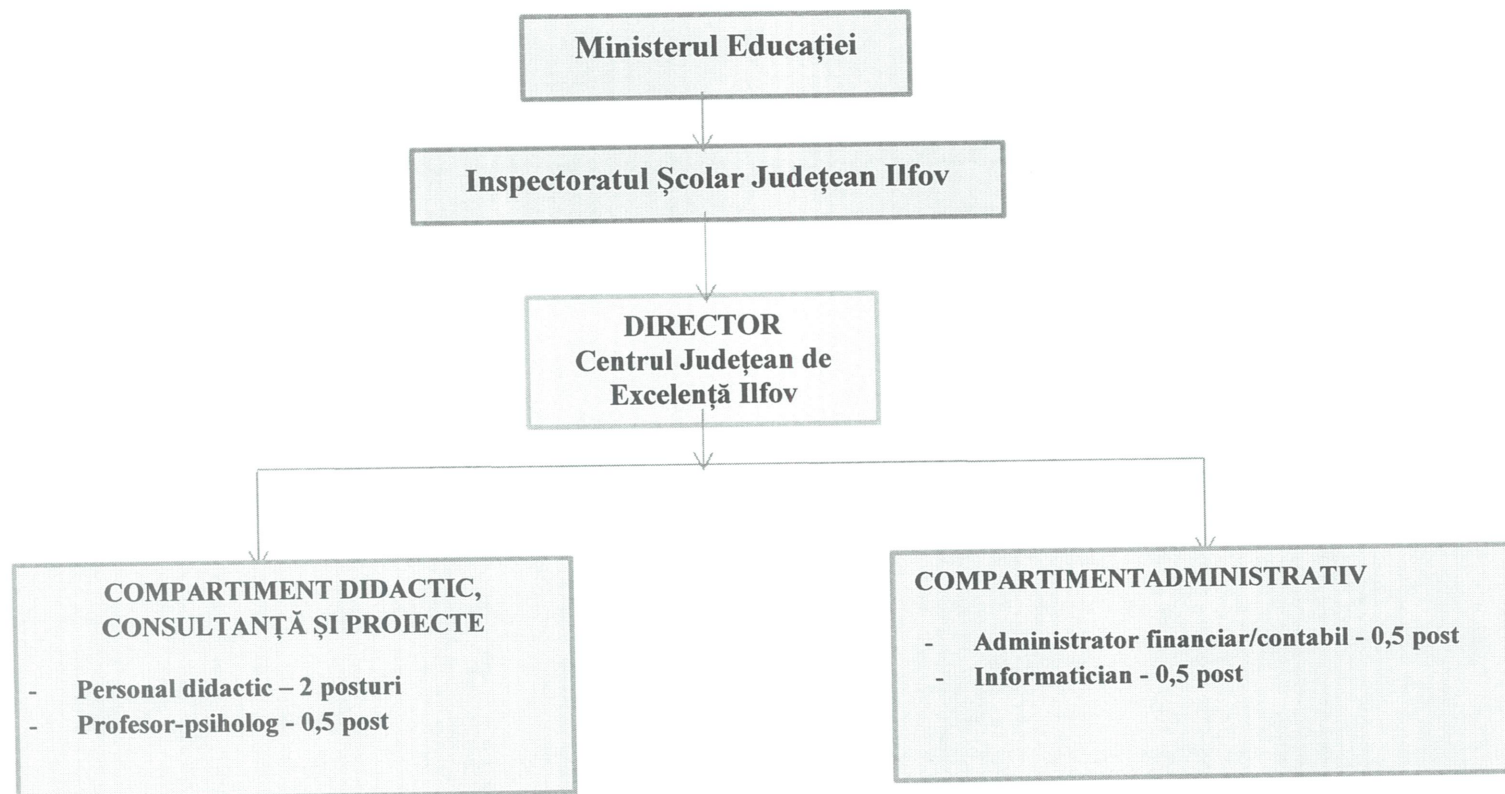 Ministerul Educației
Inspectoratul Școlar Județean Ilfov
DIRECTOR
Centrul Județean de
Excelență Ilfov
COMPARTIMENT DIDACTIC,
CONSULTANȚĂ ȘI PROIECTE
- Personal didactic – 2 posturi
- Profesor-psiholog - 0,5 post
COMPARTIMENTADMINISTRATIV
- Administrator financiar/contabil - 0,5 post
- Informatician - 0,5 post